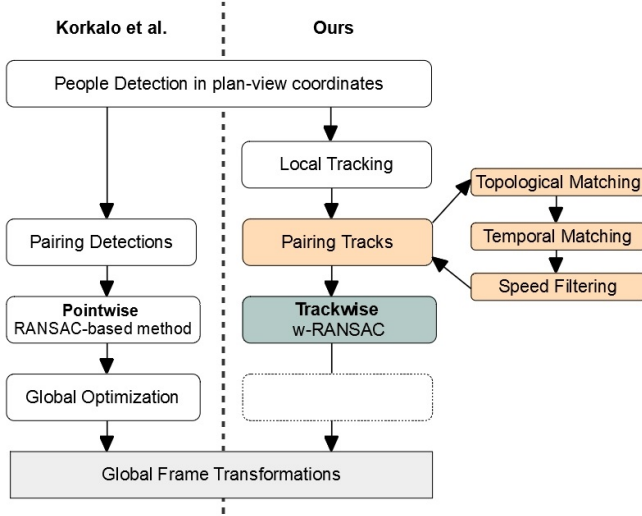 Korkalo et al.
Ours
People Detection in plan-view coordinates
Local Tracking
Topological Matching
Pairing Detections
Pairing Tracks
Temporal Matching
Speed Filtering
Pointwise
RANSAC-based method
Trackwise
w-RANSAC
Global Optimization
Global Frame Transformations